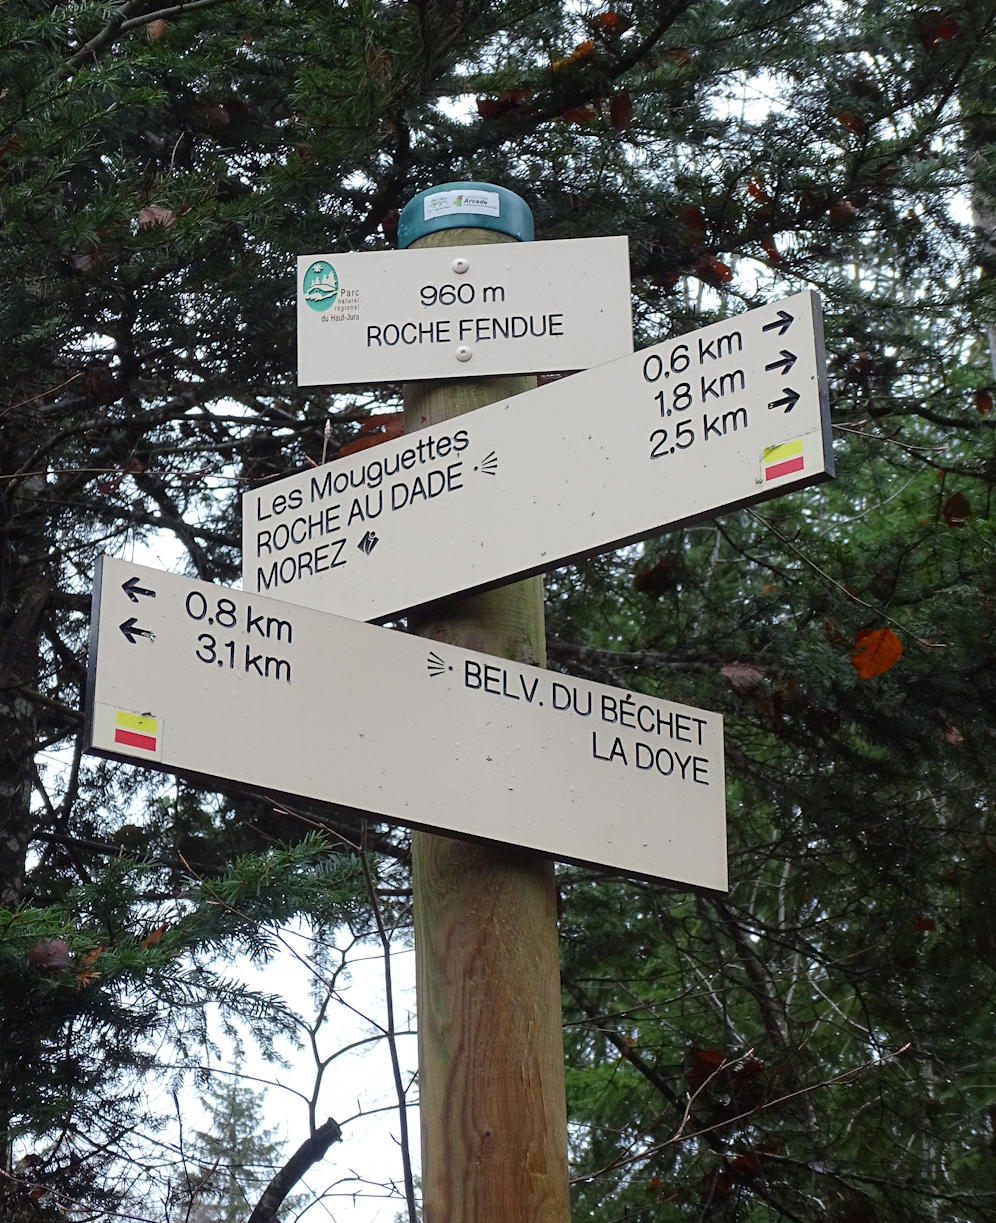 Arcade
Parc
naturel
régional
du Haut-Jura
960 m
ROCHE FENDUE
Les Mouguettes 0,6 km
ROCHE AU DADE 1,8 km
MOREZ 2.5 km
0,8 km BELV. DU BÉCHET
3.1 km LA DOYE